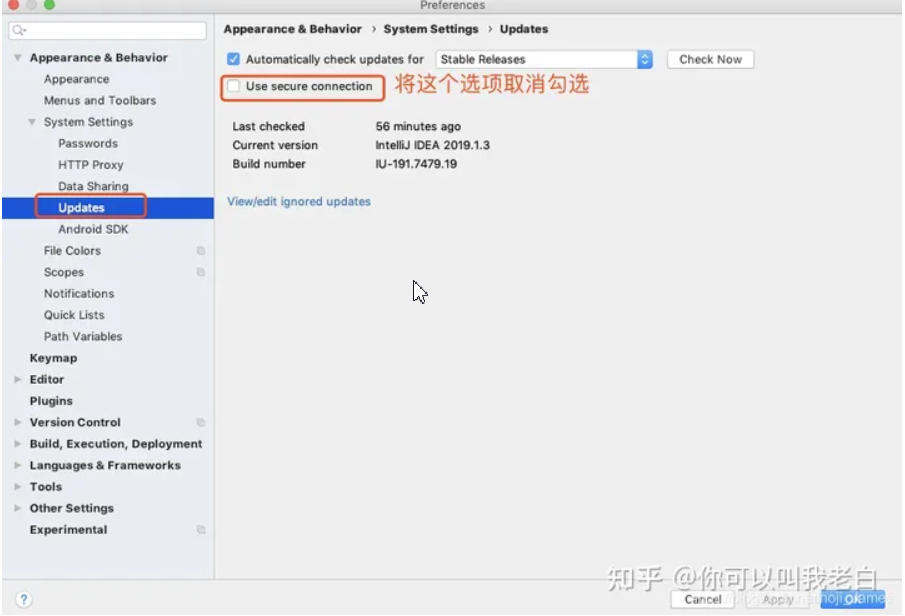 Preferences
Appearance & Behavior › System Settings › Updates
Appearance & Behavior
Appearance
Menus and Toolbars
System Settings
Passwords
HTTP Proxy
Data Sharing
Updates
Android SDK
File Colors
Scopes
Notifications
Quick Lists
Path Variables
Keymap
Editor
Plugins
Version Control
Build, Execution, Deployment
Languages & Frameworks
Tools
Other Settings
Experimental
Automatically check updates for Stable Releases Check Now
Use secure connection 将这个选项取消勾选
Last checked 56 minutes ago
Current version IntelliJ IDEA 2019.1.3
Build number IU-191.7479.19
View/edit ignored updates
知乎 @你可以叫我老白
? Cancel Apply OK